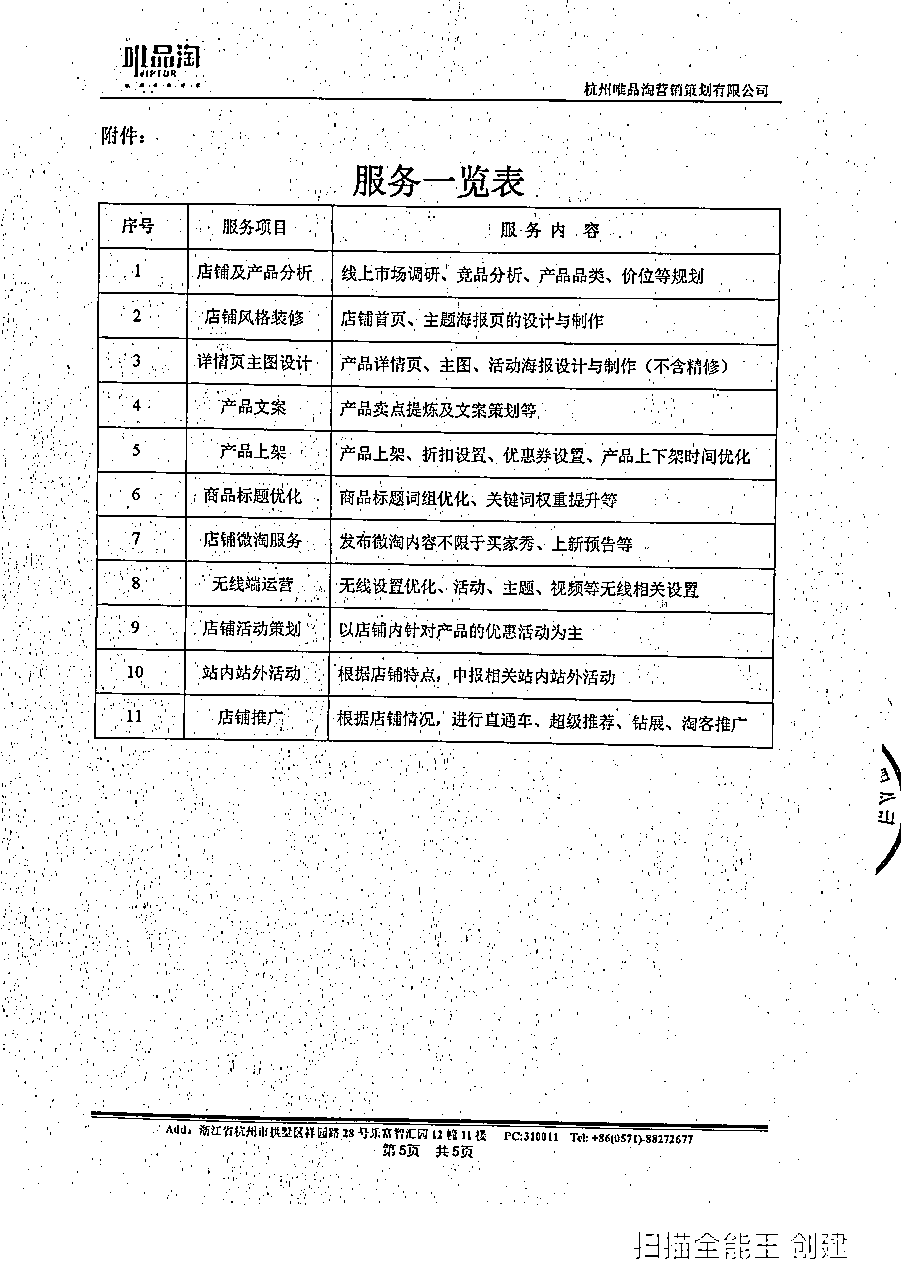 唯品淘
杭州唯品淘营销策划有限公司
附件：
服务一览表
序号 服务项目 服务内容
1 店铺及产品分析 线上市场调研、竞品分析、产品品类、价位等规划
2 店铺风格装修 店铺首页、主题海报页的设计与制作
3 详情页主图设计 产品详情页、主图、活动海报设计与制作（不含精修）
4 产品文案 产品卖点提炼及文案策划等
5 产品上架 产品上架、折扣设置、优惠券设置、产品上下架时间优化
6 商品标题优化 商品标题词组优化、关键词权重提升等
7 店铺微淘服务 发布微淘内容不限于买家秀、上新预告等
8 无线端运营 无线设置优化、活动、主题、视频等无线相关设置
9 店铺活动策划 以店铺内针对产品的优惠活动为主
10 站内站外活动 根据店铺特点，申报相关站内站外活动
11 店铺推广 根据店铺情况，进行直通车、超级推荐、钻展、淘客推广
Add：浙江省杭州市拱墅区祥园路 28 号乐富智汇园 12 幢 11 楼 PC:310011 Tel: +86(0571)-88272677
第5页 共5页
扫描全能王 创建